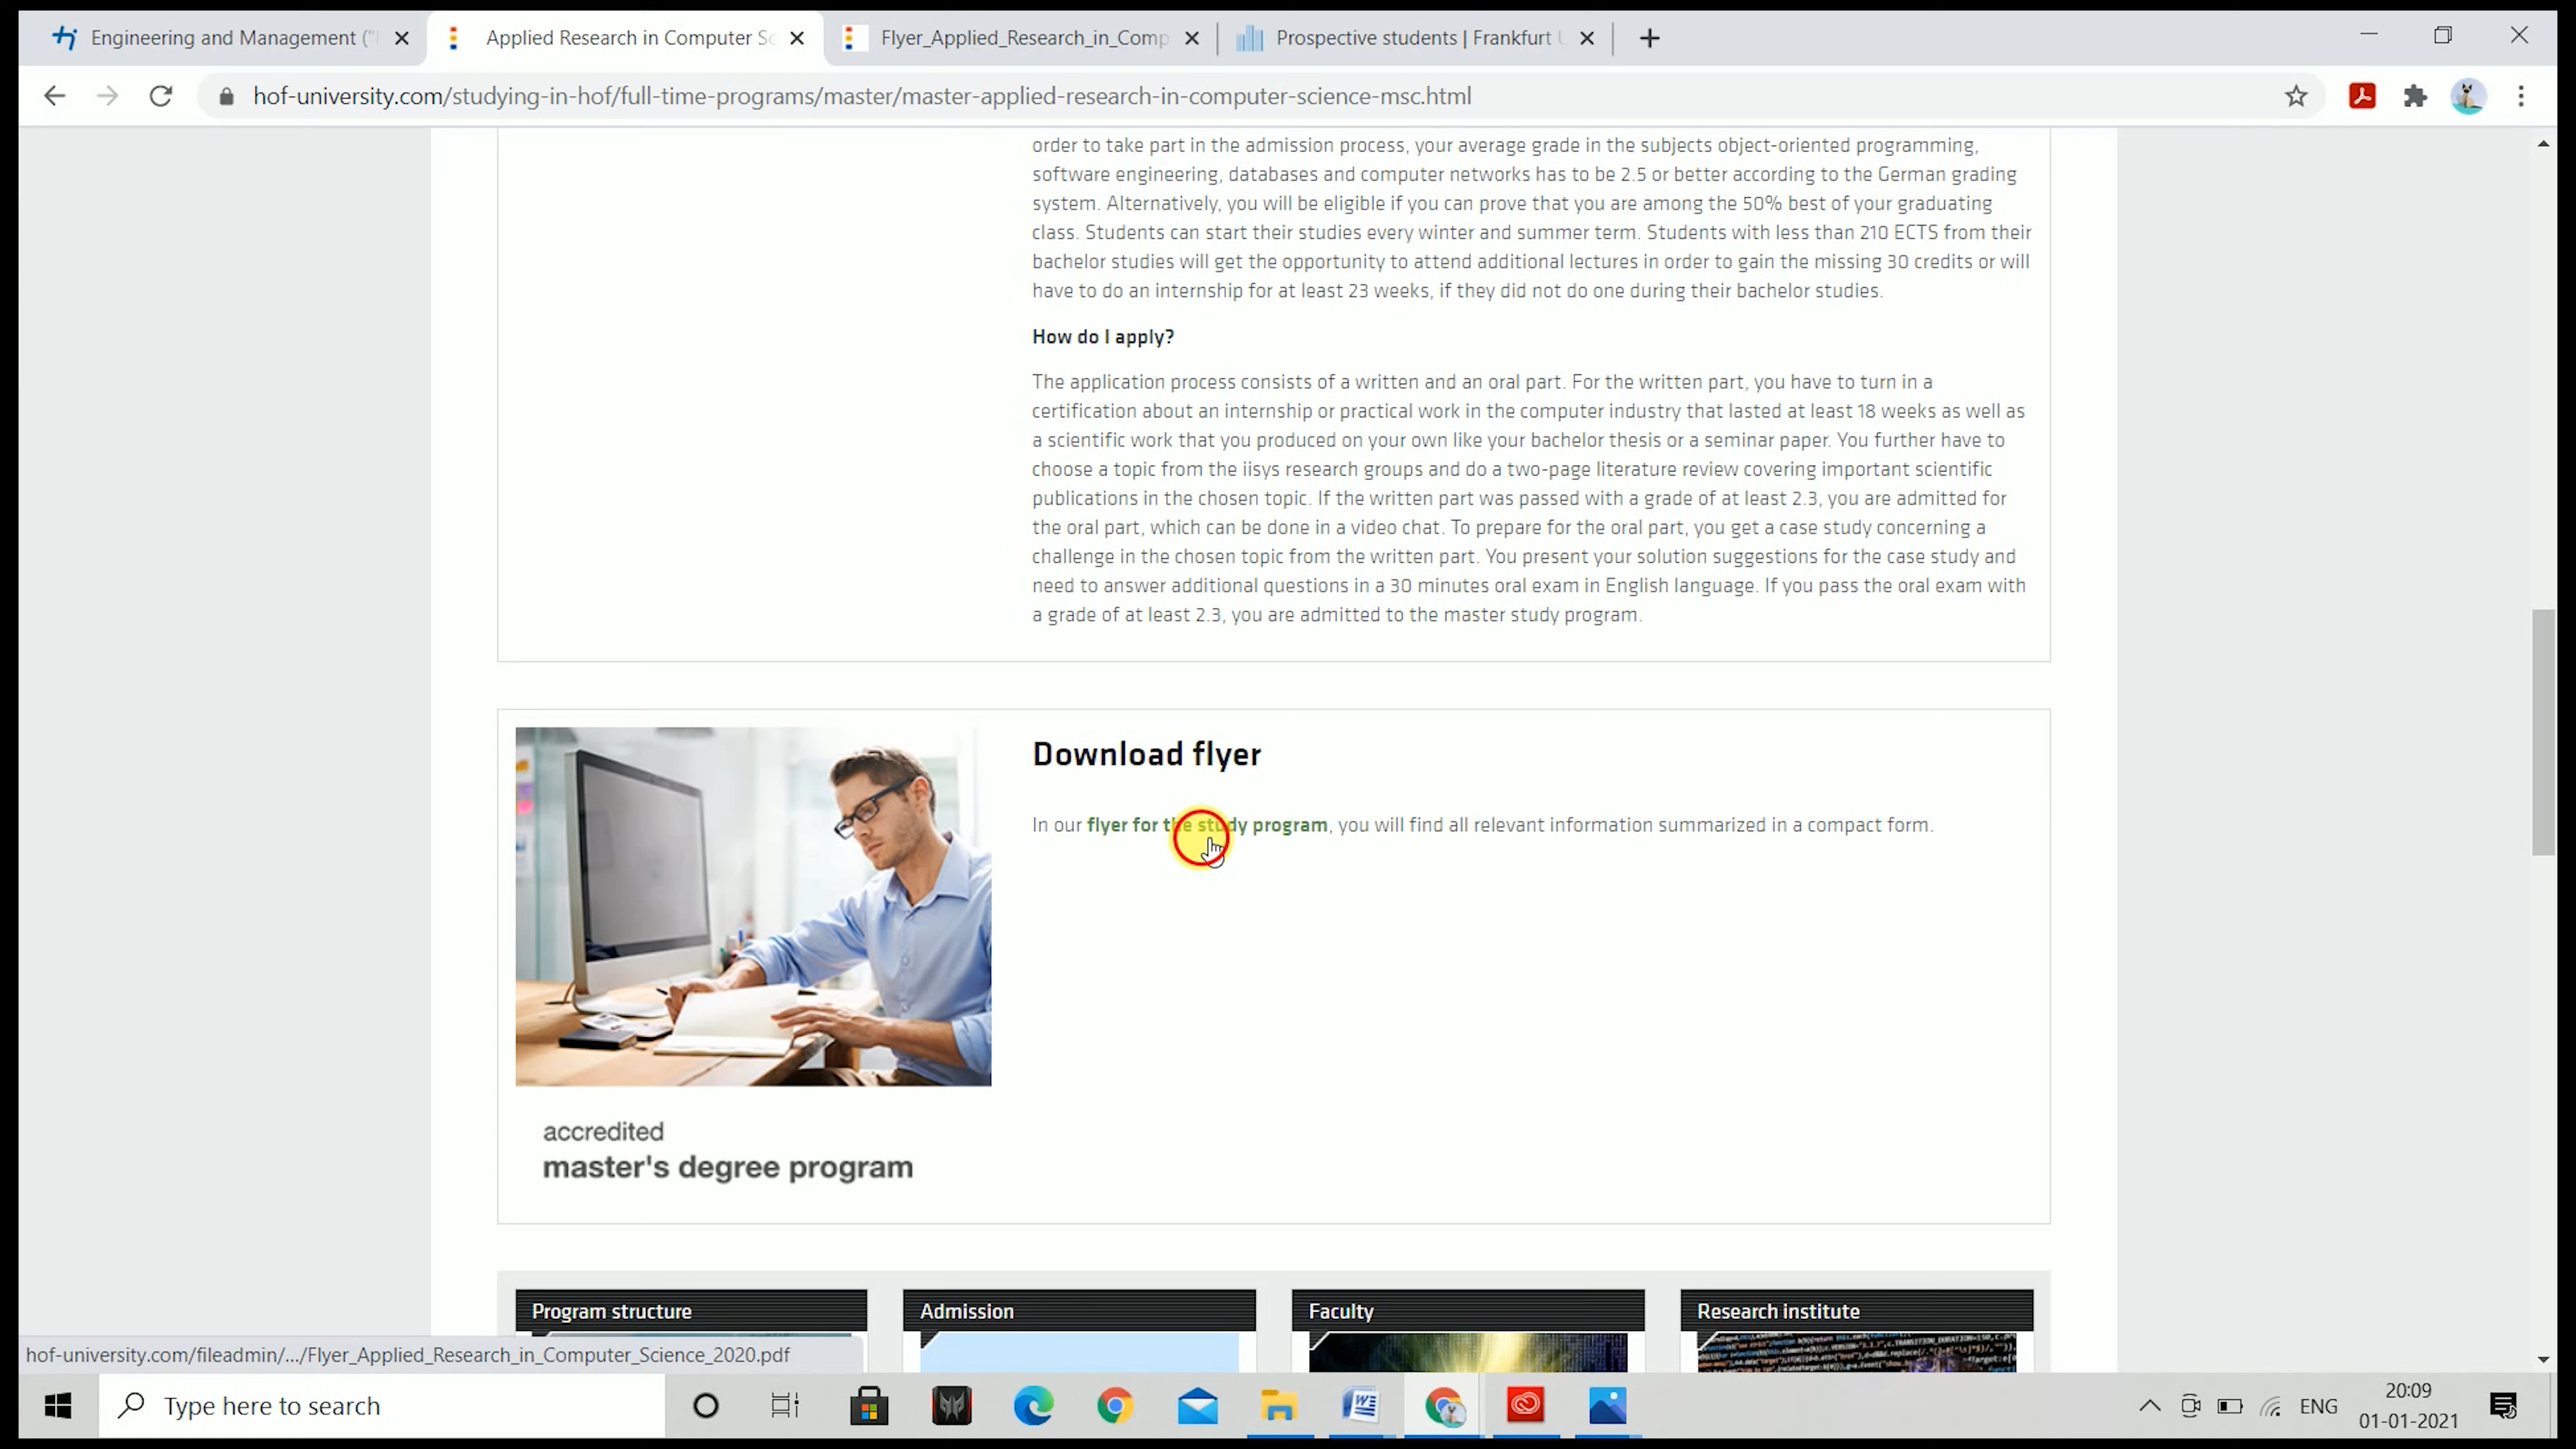 Engineering and Management ("
Applied Research in Computer Sc
Flyer_Applied_Research_in_Comp
Prospective students | Frankfurt U
hof-university.com/studying-in-hof/full-time-programs/master/master-applied-research-in-computer-science-msc.html
order to take part in the admission process, your average grade in the subjects object-oriented programming,
software engineering, databases and computer networks has to be 2.5 or better according to the German grading
system. Alternatively, you will be eligible if you can prove that you are among the 50% best of your graduating
class. Students can start their studies every winter and summer term. Students with less than 210 ECTS from their
bachelor studies will get the opportunity to attend additional lectures in order to gain the missing 30 credits or will
have to do an internship for at least 23 weeks, if they did not do one during their bachelor studies.
How do I apply?
The application process consists of a written and an oral part. For the written part, you have to turn in a
certification about an internship or practical work in the computer industry that lasted at least 18 weeks as well as
a scientific work that you produced on your own like your bachelor thesis or a seminar paper. You further have to
choose a topic from the iisys research groups and do a two-page literature review covering important scientific
publications in the chosen topic. If the written part was passed with a grade of at least 2.3, you are admitted for
the oral part, which can be done in a video chat. To prepare for the oral part, you get a case study concerning a
challenge in the chosen topic from the written part. You present your solution suggestions for the case study and
need to answer additional questions in a 30 minutes oral exam in English language. If you pass the oral exam with
a grade of at least 2.3, you are admitted to the master study program.
Download flyer
In our flyer for the study program, you will find all relevant information summarized in a compact form.
accredited
master's degree program
Program structure
Admission
Faculty
Research institute
hof-university.com/fileadmin/.../Flyer_Applied_Research_in_Computer_Science_2020.pdf
Type here to search
ENG
20:09
01-01-2021